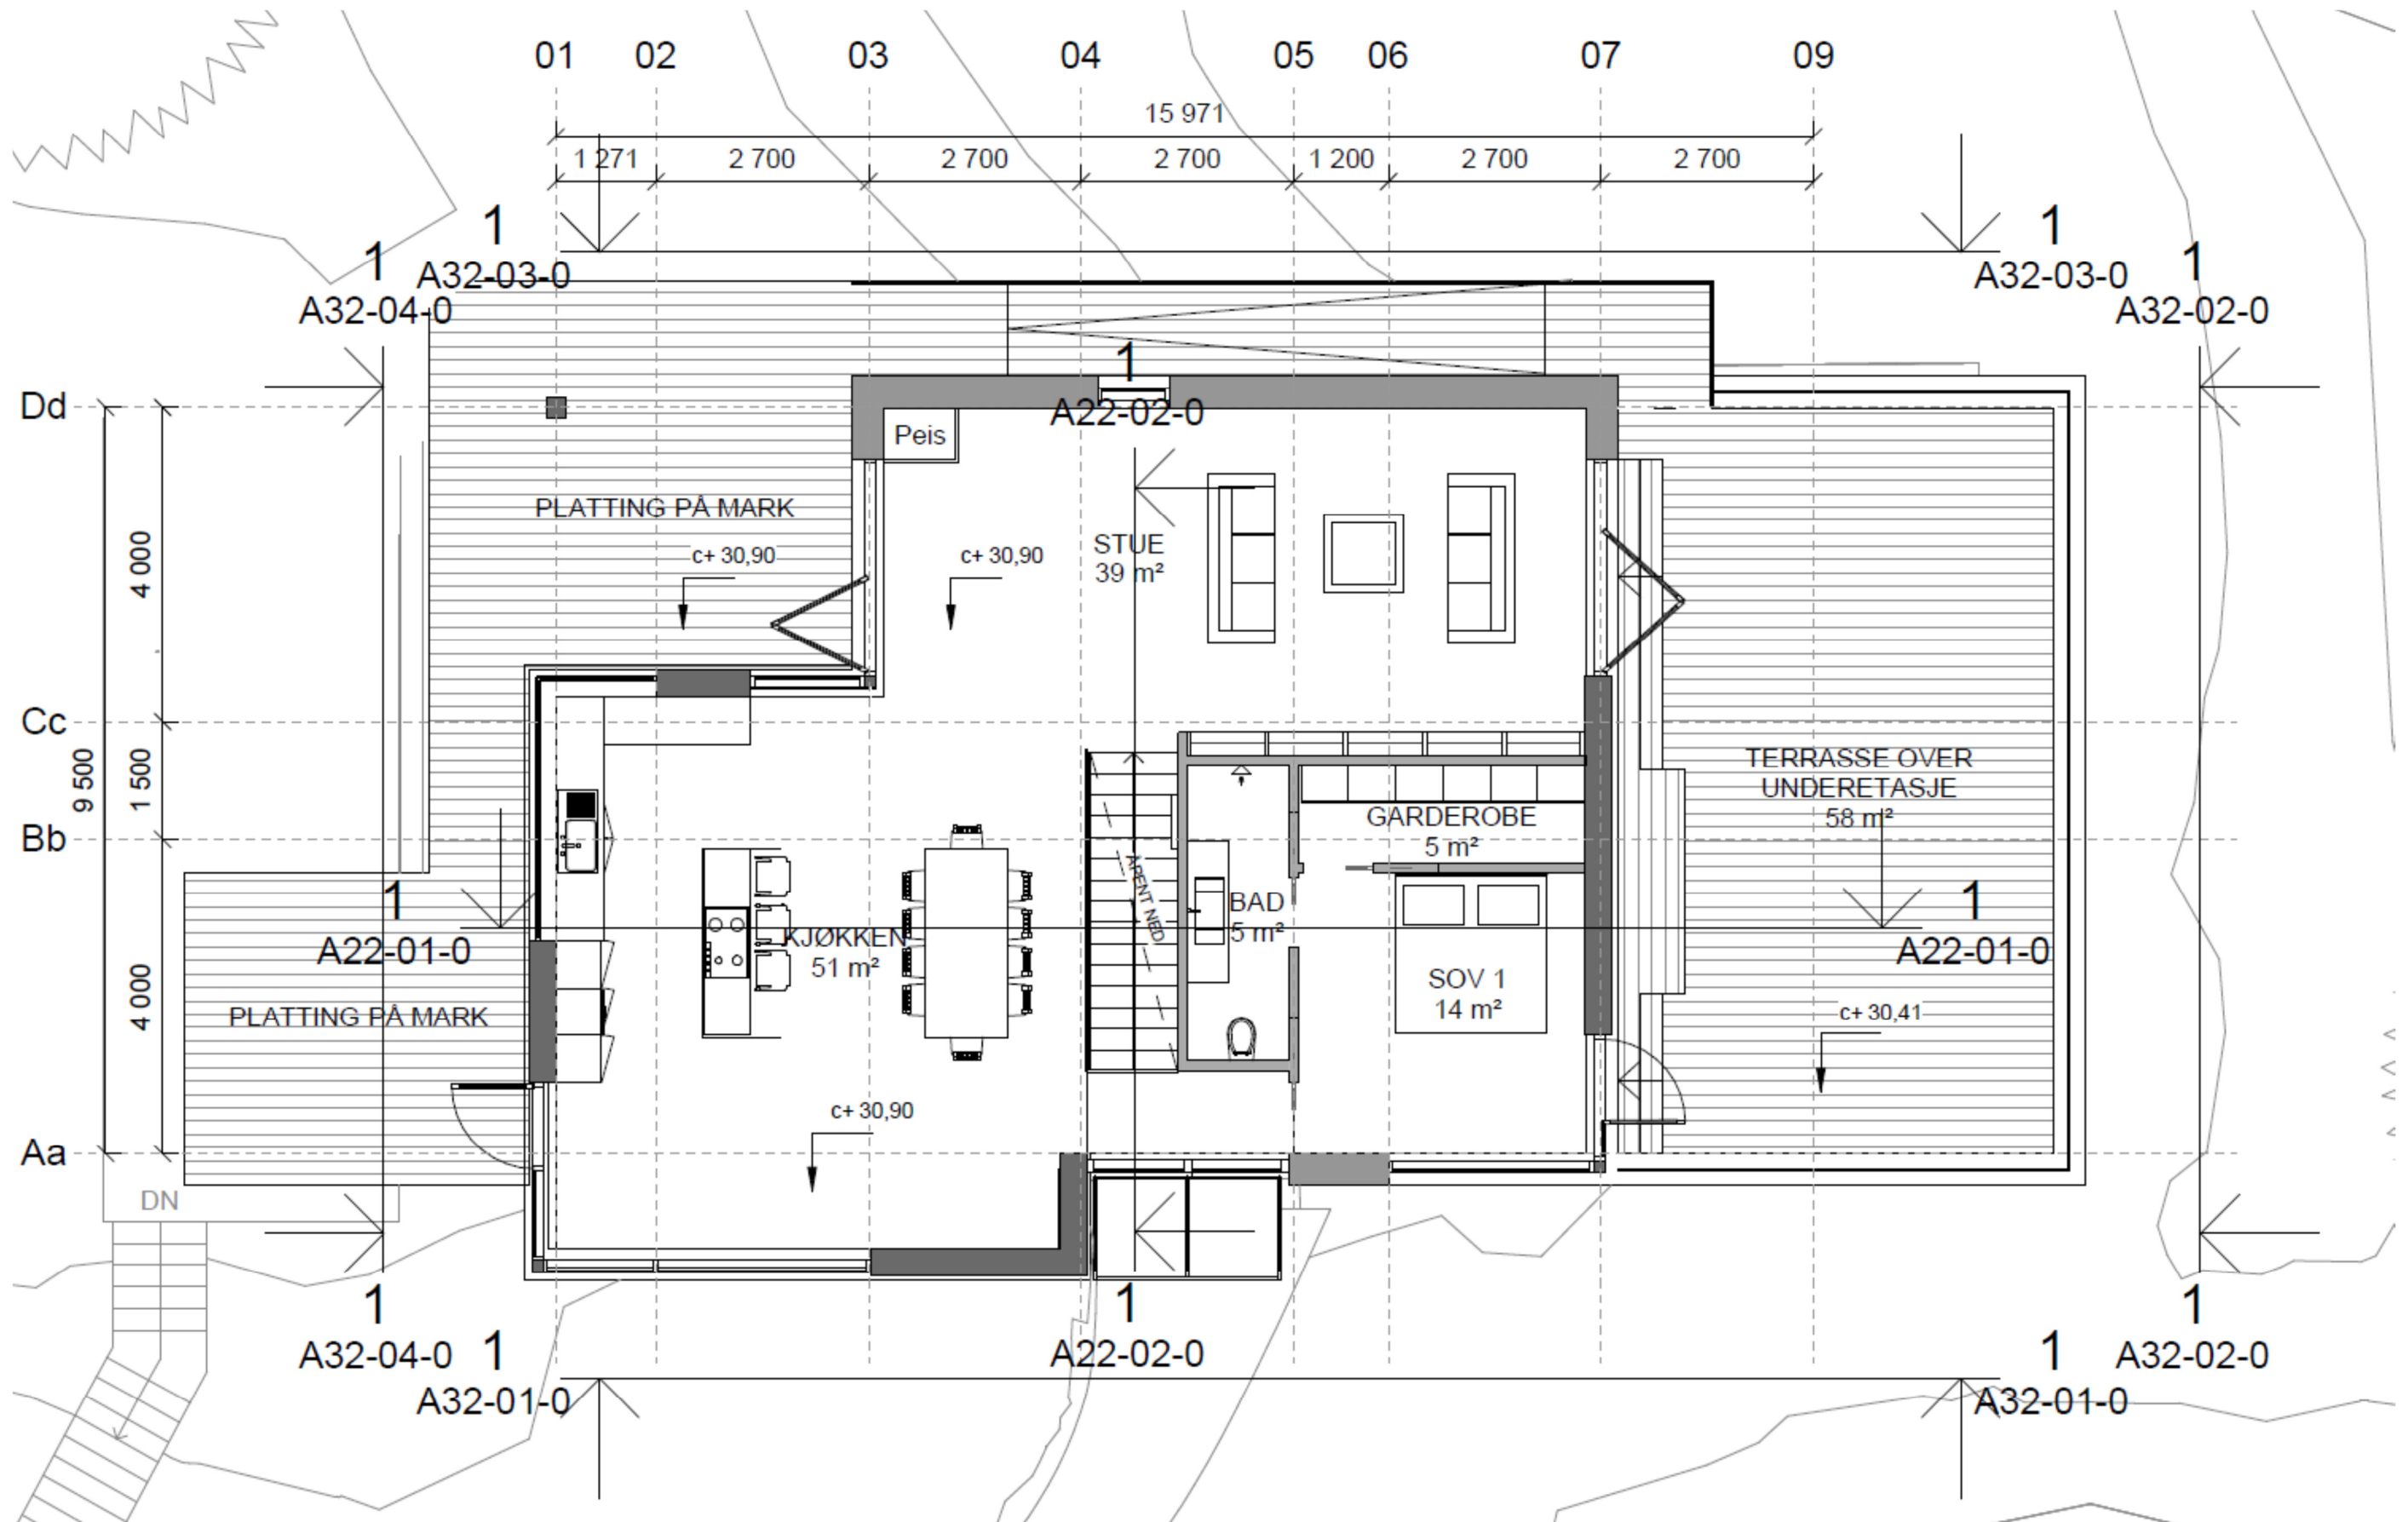 01 02 03 04 05 06 07 09
15 971
1 271 2 700 2 700 2 700 1 200 2 700 2 700
1
A32-03-0
1
A32-04-0
1
A32-03-0
1
A32-02-0
1
A22-02-0
Dd
Peis
PLATTING PÅ MARK
c+ 30,90
c+ 30,90
STUE
39 m²
4 000
Cc
9 500
1 500
TERRASSE OVER
UNDERETASJE
58 m²
GARDEROBE
5 m²
Bb
ÅPENT NED
1
A22-01-0
BAD
5 m²
1
A22-01-0
KJØKKEN
51 m²
SOV 1
14 m²
4 000
PLATTING PÅ MARK
c+ 30,41
c+ 30,90
Aa
DN
1
A32-04-0
1
A32-01-0
1
A22-02-0
1
A32-01-0
1
A32-02-0